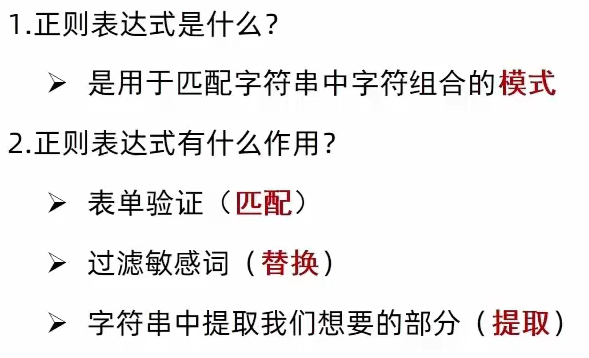 1.正则表达式是什么?
➢ 是用于匹配字符串中字符组合的模式
2.正则表达式有什么作用?
➢ 表单验证（匹配）
➢ 过滤敏感词（替换）
➢ 字符串中提取我们想要的部分（提取）